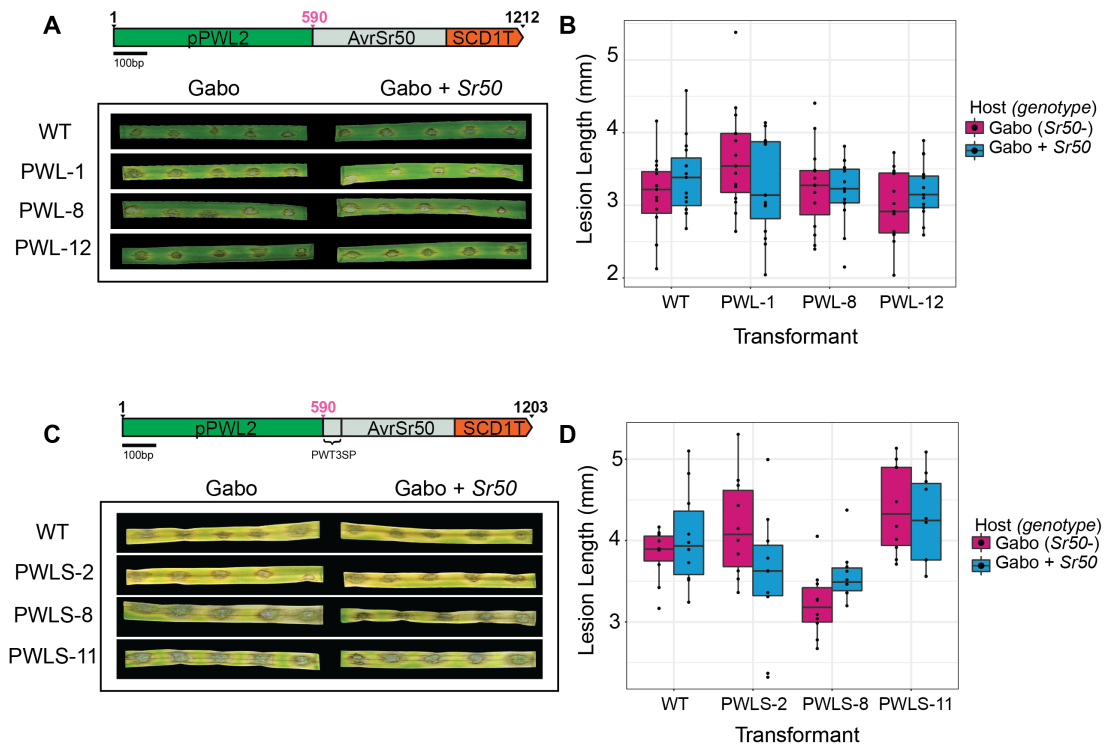 A
1 590 1212
pPWL2 AvrSr50 SCD1T
100bp
Gabo Gabo + Sr50
WT
PWL-1
PWL-8
PWL-12
B
Lesion Length (mm)
5
4
3
2
WT PWL-1 PWL-8 PWL-12
Transformant
Host (genotype)
Gabo (Sr50-)
Gabo + Sr50
C
1 590 1203
pPWL2 AvrSr50 SCD1T
100bp PWT3SP
Gabo Gabo + Sr50
WT
PWLS-2
PWLS-8
PWLS-11
D
Lesion Length (mm)
5
4
3
WT PWLS-2 PWLS-8 PWLS-11
Transformant
Host (genotype)
Gabo (Sr50-)
Gabo + Sr50